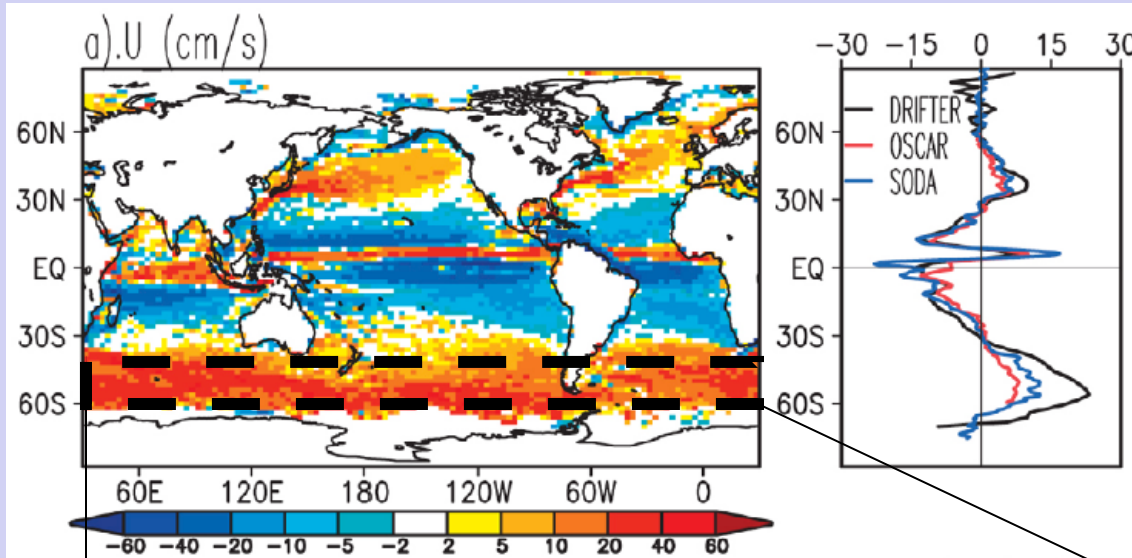 a).U (cm/s)
-30 -15 0 15 30
60N
30N
EQ
30S
60S
60E 120E 180 120W 60W 0
-60 -40 -20 -10 -5 -2 2 5 10 20 40 60
DRIFTER
OSCAR
SODA
60N
30N
EQ
30S
60S